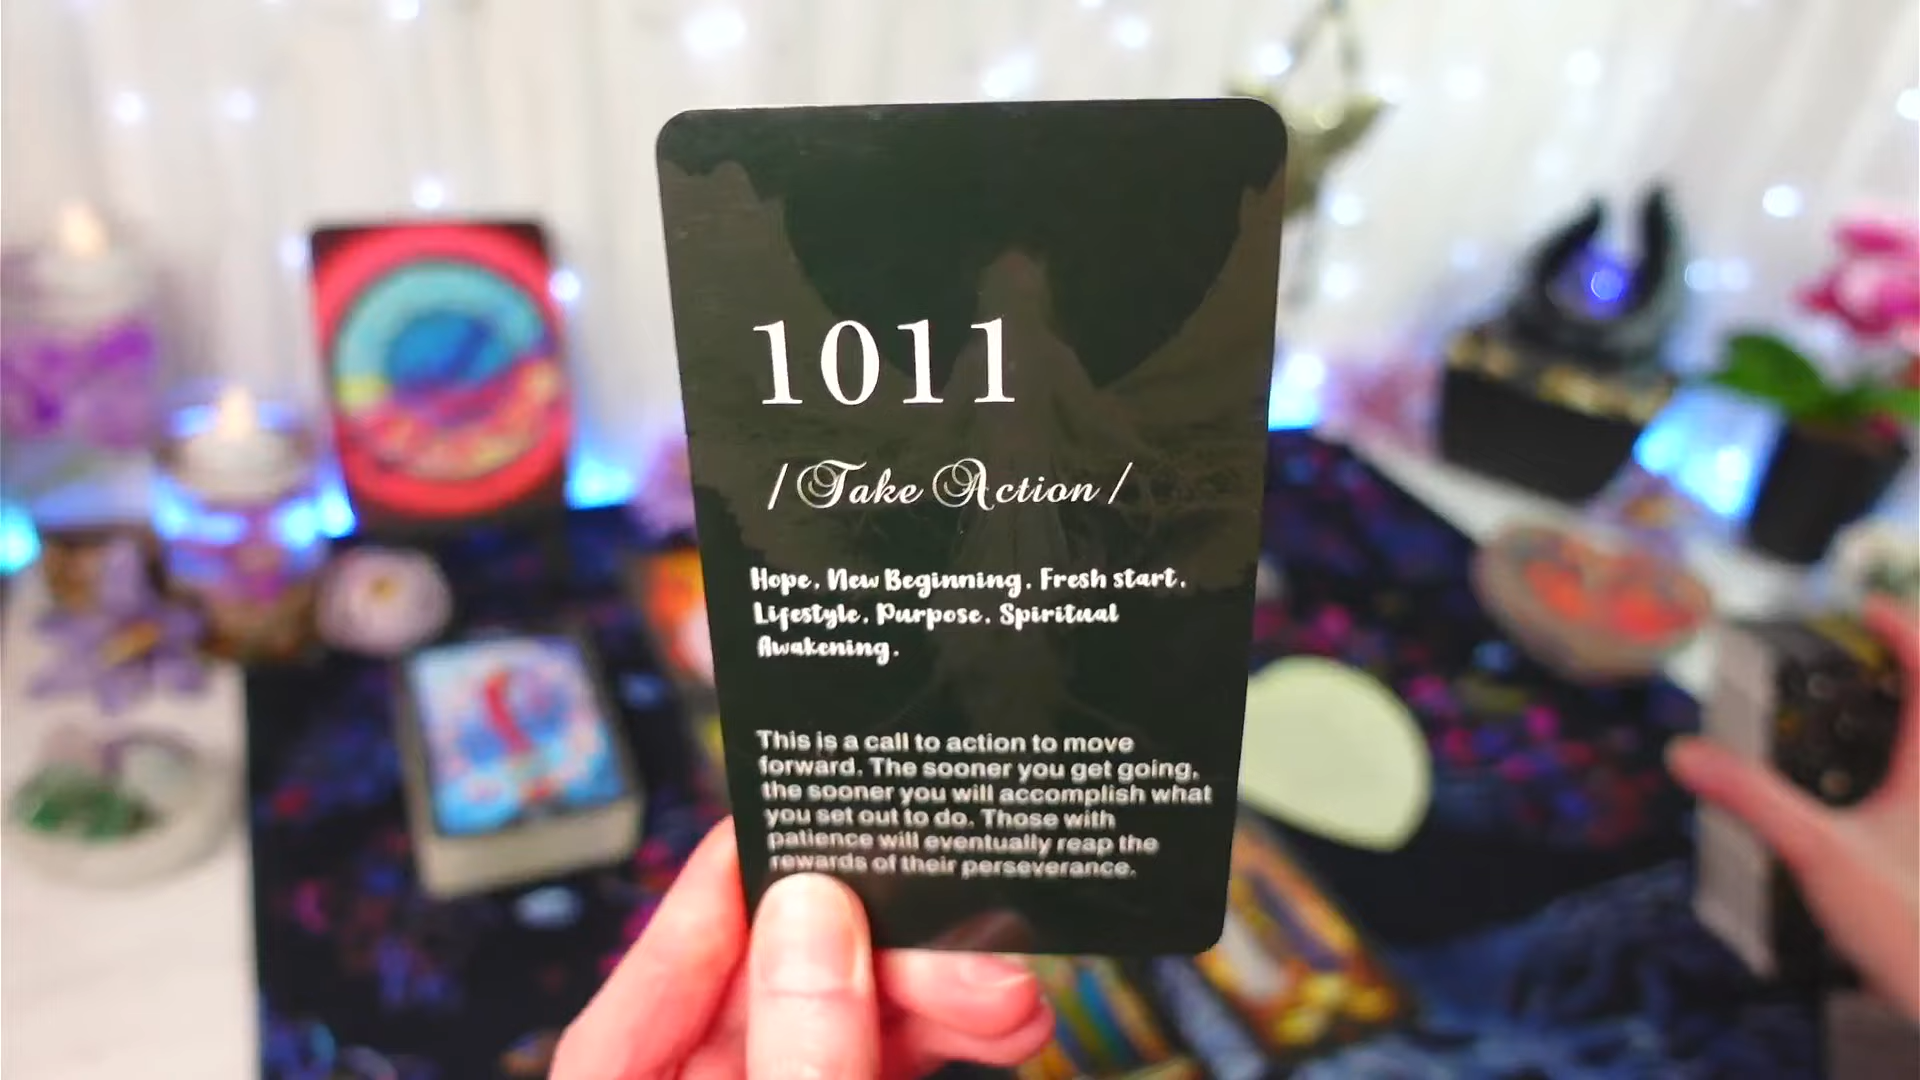 1011
/ Take Action /
Hope. New Beginning. Fresh start.
Lifestyle. Purpose. Spiritual
Awakening.
This is a call to action to move
forward. The sooner you get going,
the sooner you will accomplish what
you set out to do. Those with
patience will eventually reap the
rewards of their perseverance.